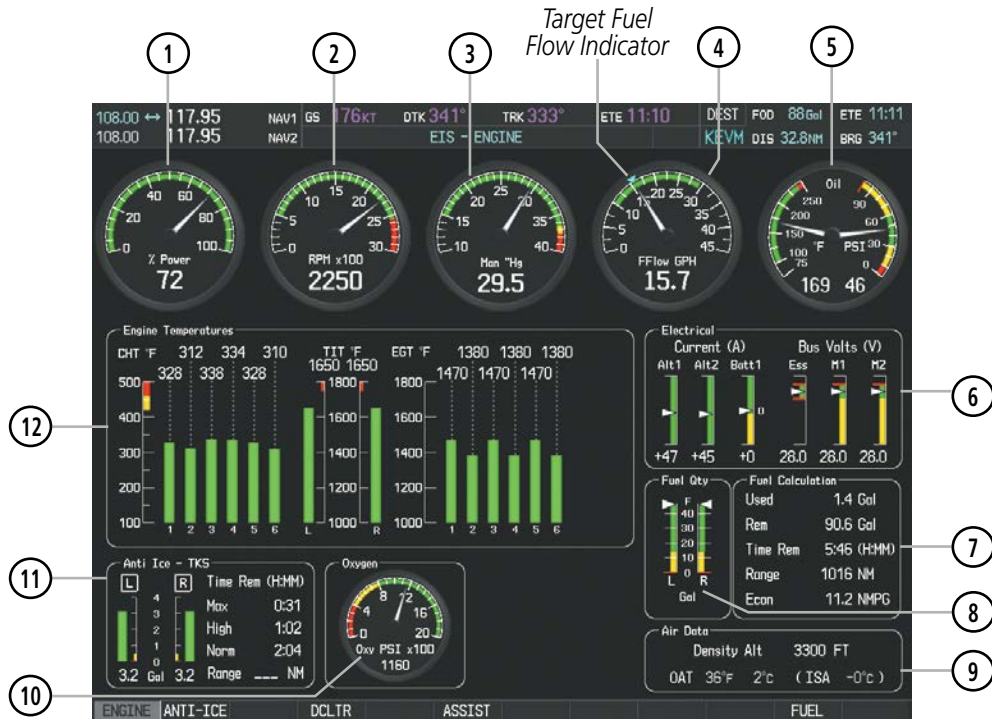 Target Fuel
Flow Indicator
1 2 3 4 5
108.00 ↔ 117.95 NAV1 GS 176KT DTK 341° TRK 333° ETE 11:10 DEST FOD 88Gal ETE 11:11
108.00 117.95 NAV2 EIS - ENGINE KEVM DIS 32.8NM BRG 341°
0 20 40 60 80 100
% Power
72
0 5 10 15 20 25 30
RPM x100
2250
10 15 20 25 30 35 40
Man "Hg
29.5
0 5 10 15 20 25 30 35 40 45
FFlow GPH
15.7
Oil
75 100 150 200 250
°F
169
90 60 30 0
PSI
46
Engine Temperatures
CHT °F 312 334 310 TIT °F EGT °F 1380 1380 1380
328 338 328 1650 1650 1470 1470 1470
500 1800 1800
400 1600 1600
300 1400 1400
200 1200 1200
100 1000 1000
1 2 3 4 5 6 L R 1 2 3 4 5 6
12
Electrical
Current (A) Bus Volts (V)
Alt1 Alt2 Batt1 Ess M1 M2
0
+47 +45 +0 28.0 28.0 28.0
6
Fuel Qty
F
40
30
20
10
0
L R
Gal
8
Fuel Calculation
Used 1.4 Gal
Rem 90.6 Gal
Time Rem 5:46 (H:MM)
Range 1016 NM
Econ 11.2 NMPG
7
Anti Ice - TKS
L R Time Rem (H:MM)
4
3 Max 0:31
2 High 1:02
1 Norm 2:04
0
3.2 Gal 3.2 Range ___ NM
11
Oxygen
0 4 8 12 16 20
Oxy PSI x100
1160
10
Air Data
Density Alt 3300 FT
OAT 36°F 2°C (ISA -0°C)
9
ENGINE ANTI-ICE DCLTR ASSIST FUEL